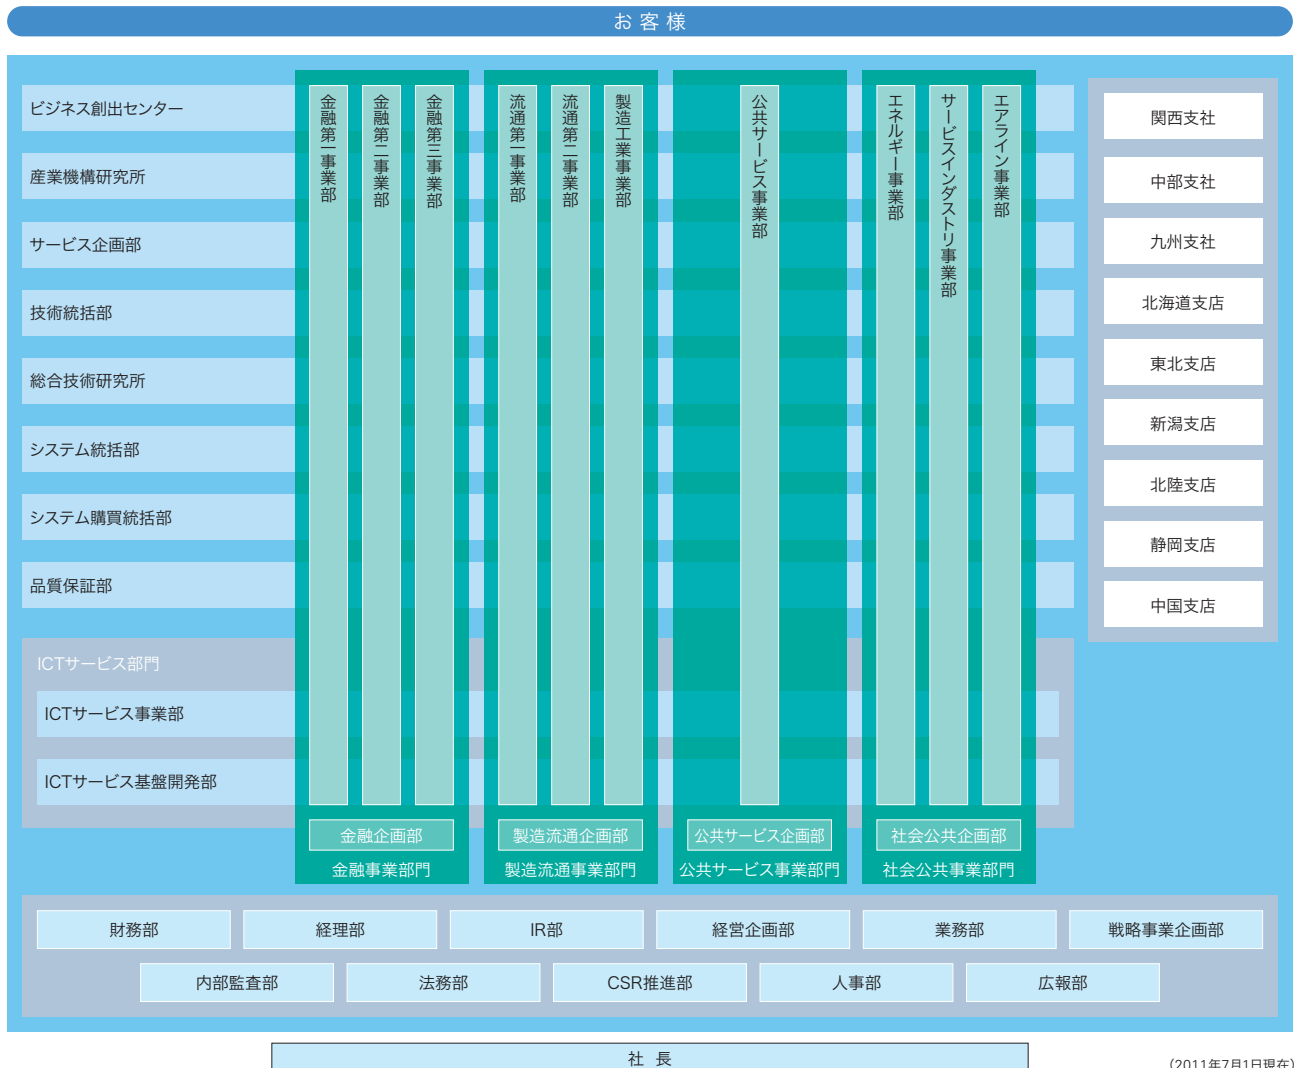 お客様
ビジネス創出センター
産業機構研究所
サービス企画部
技術統括部
総合技術研究所
システム統括部
システム購買統括部
品質保証部
ICTサービス部門
ICTサービス事業部
ICTサービス基盤開発部
金融第一事業部
金融第二事業部
金融第三事業部
金融企画部
金融事業部門
流通第一事業部
流通第二事業部
製造工業事業部
製造流通企画部
製造流通事業部門
公共サービス事業部
公共サービス企画部
公共サービス事業部門
エネルギー事業部
サービスインダストリ事業部
エアライン事業部
社会公共企画部
社会公共事業部門
関西支社
中部支社
九州支社
北海道支店
東北支店
新潟支店
北陸支店
静岡支店
中国支店
財務部
経理部
IR部
経営企画部
業務部
戦略事業企画部
内部監査部
法務部
CSR推進部
人事部
広報部
社 長
(2011年7月1日現在)